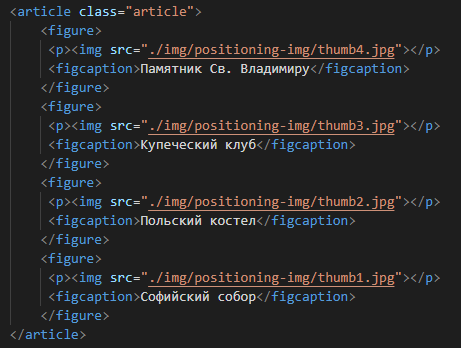 <article class="article">
<figure>
<p><img src="./img/positioning-img/thumb4.jpg"></p>
<figcaption>Памятник Св. Владимиру</figcaption>
</figure>
<figure>
<p><img src="./img/positioning-img/thumb3.jpg"></p>
<figcaption>Купеческий клуб</figcaption>
</figure>
<figure>
<p><img src="./img/positioning-img/thumb2.jpg"></p>
<figcaption>Польский костел</figcaption>
</figure>
<figure>
<p><img src="./img/positioning-img/thumb1.jpg"></p>
<figcaption>Софийский собор</figcaption>
</figure>
</article>